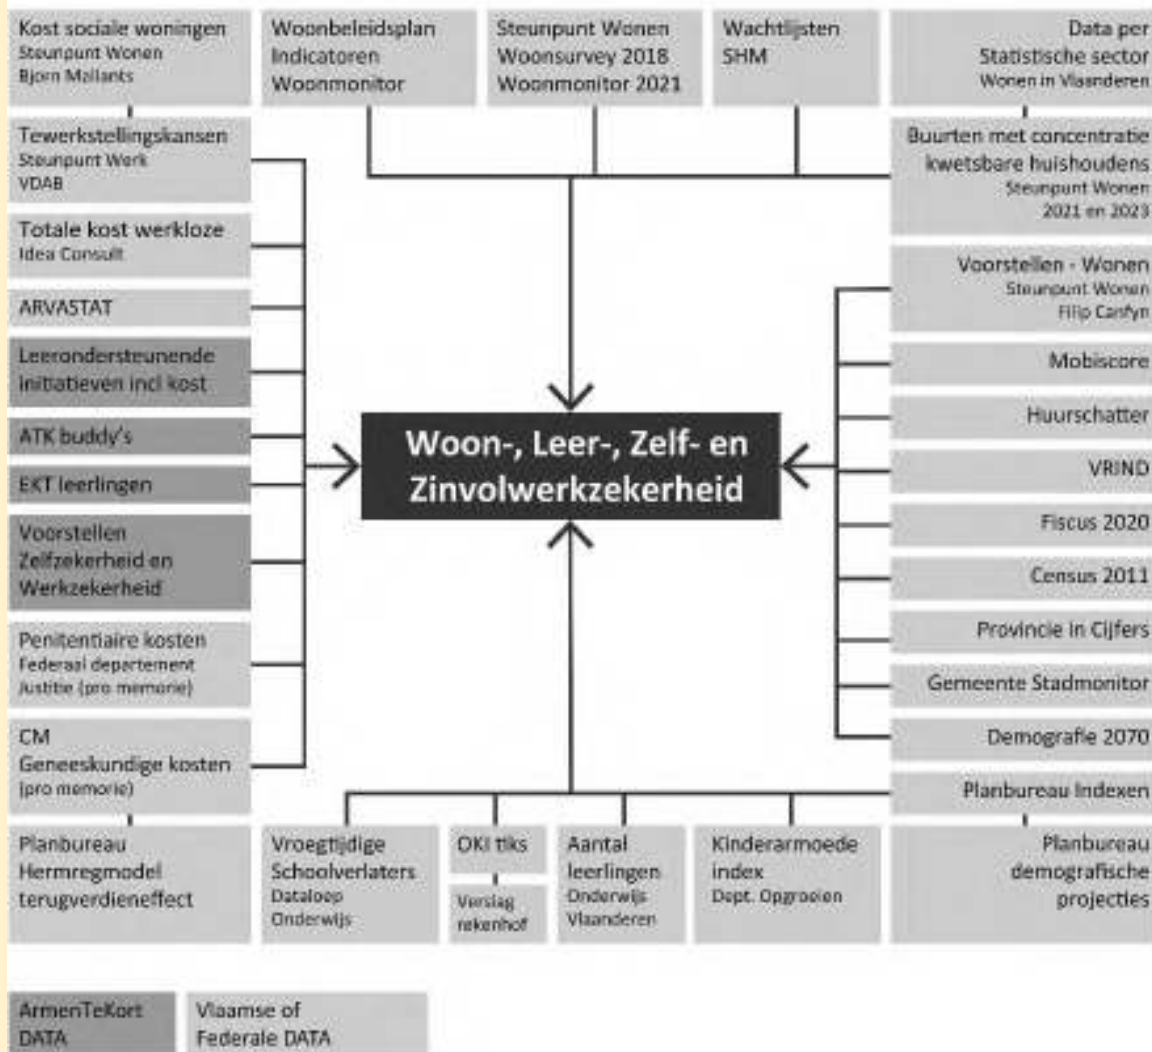 Kost sociale woningen
Steunpunt Wonen
Bjorn Mallants
Woonbeleidsplan
Indicatoren
Woonmonitor
Steunpunt Wonen
Woonsurvey 2018
Woonmonitor 2021
Wachtlijsten
SHM
Data per
Statistische sector
Wonen in Vlaanderen
Tewerkstellingskansen
Steunpunt Werk
VDAB
Buurten met concentratie
kwetsbare huishoudens
Steunpunt Wonen
2021 en 2023
Totale kost werkloze
Idea Consult
Voorstellen - Wonen
Steunpunt Wonen
Filip Canfyn
ARVASTAT
Leerondersteunende
initiatieven incl kost
Mobiscore
Huurschatter
ATK buddy's
Woon-, Leer-, Zelf- en
Zinvolwerkzekerheid
VRIND
EKT leerlingen
Fiscus 2020
Voorstellen
Zelfzekerheid en
Werkzekerheid
Census 2011
Provincie in Cijfers
Penitentiaire kosten
Federaal departement
Justitie (pro memorie)
Gemeente Stadmonitor
Demografie 2070
CM
Geneeskundige kosten
(pro memorie)
Planbureau Indexen
Planbureau
Hermregmodel
terugverdieneffect
Vroegtijdige
Schoolverlaters
Dataloep
Onderwijs
OKI tiks
Verslag
rekenhof
Aantal
leerlingen
Onderwijs
Vlaanderen
Kinderarmoede
index
Dept. Opgroeien
Planbureau
demografische
projecties
ArmenTeKort
DATA
Vlaamse of
Federale DATA